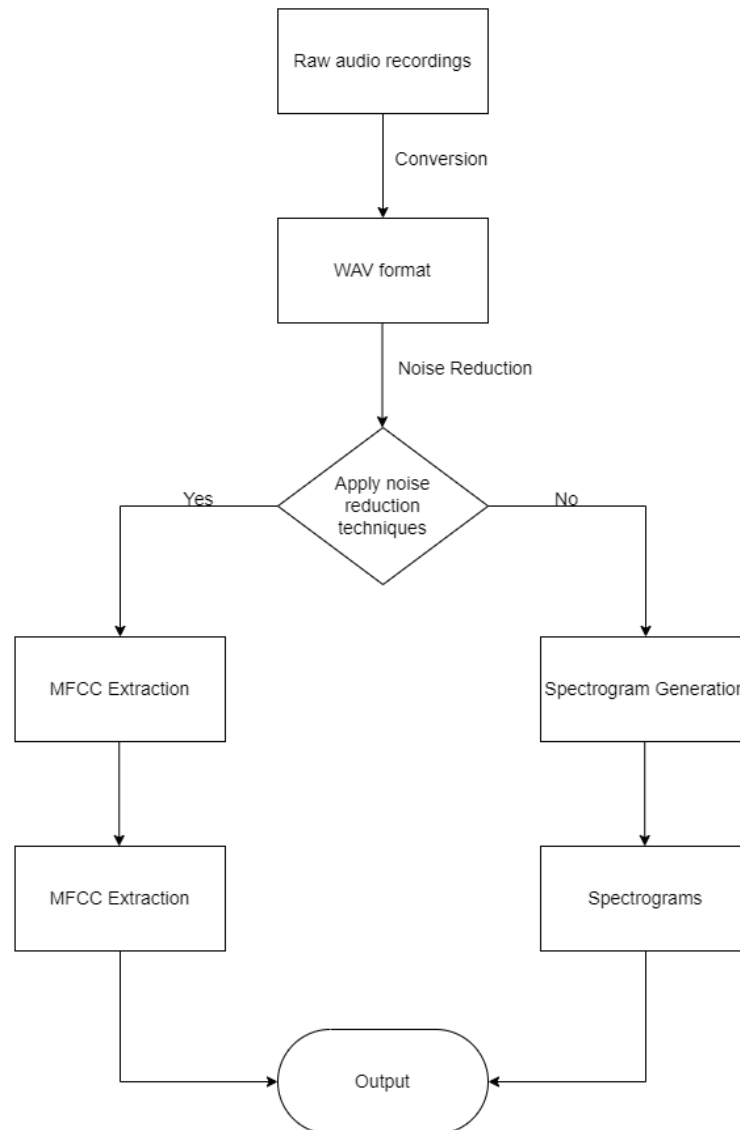 Raw audio recordings
Conversion
WAV format
Noise Reduction
Apply noise
reduction
techniques
Yes
No
MFCC Extraction
Spectrogram Generation
MFCC Extraction
Spectrograms
Output